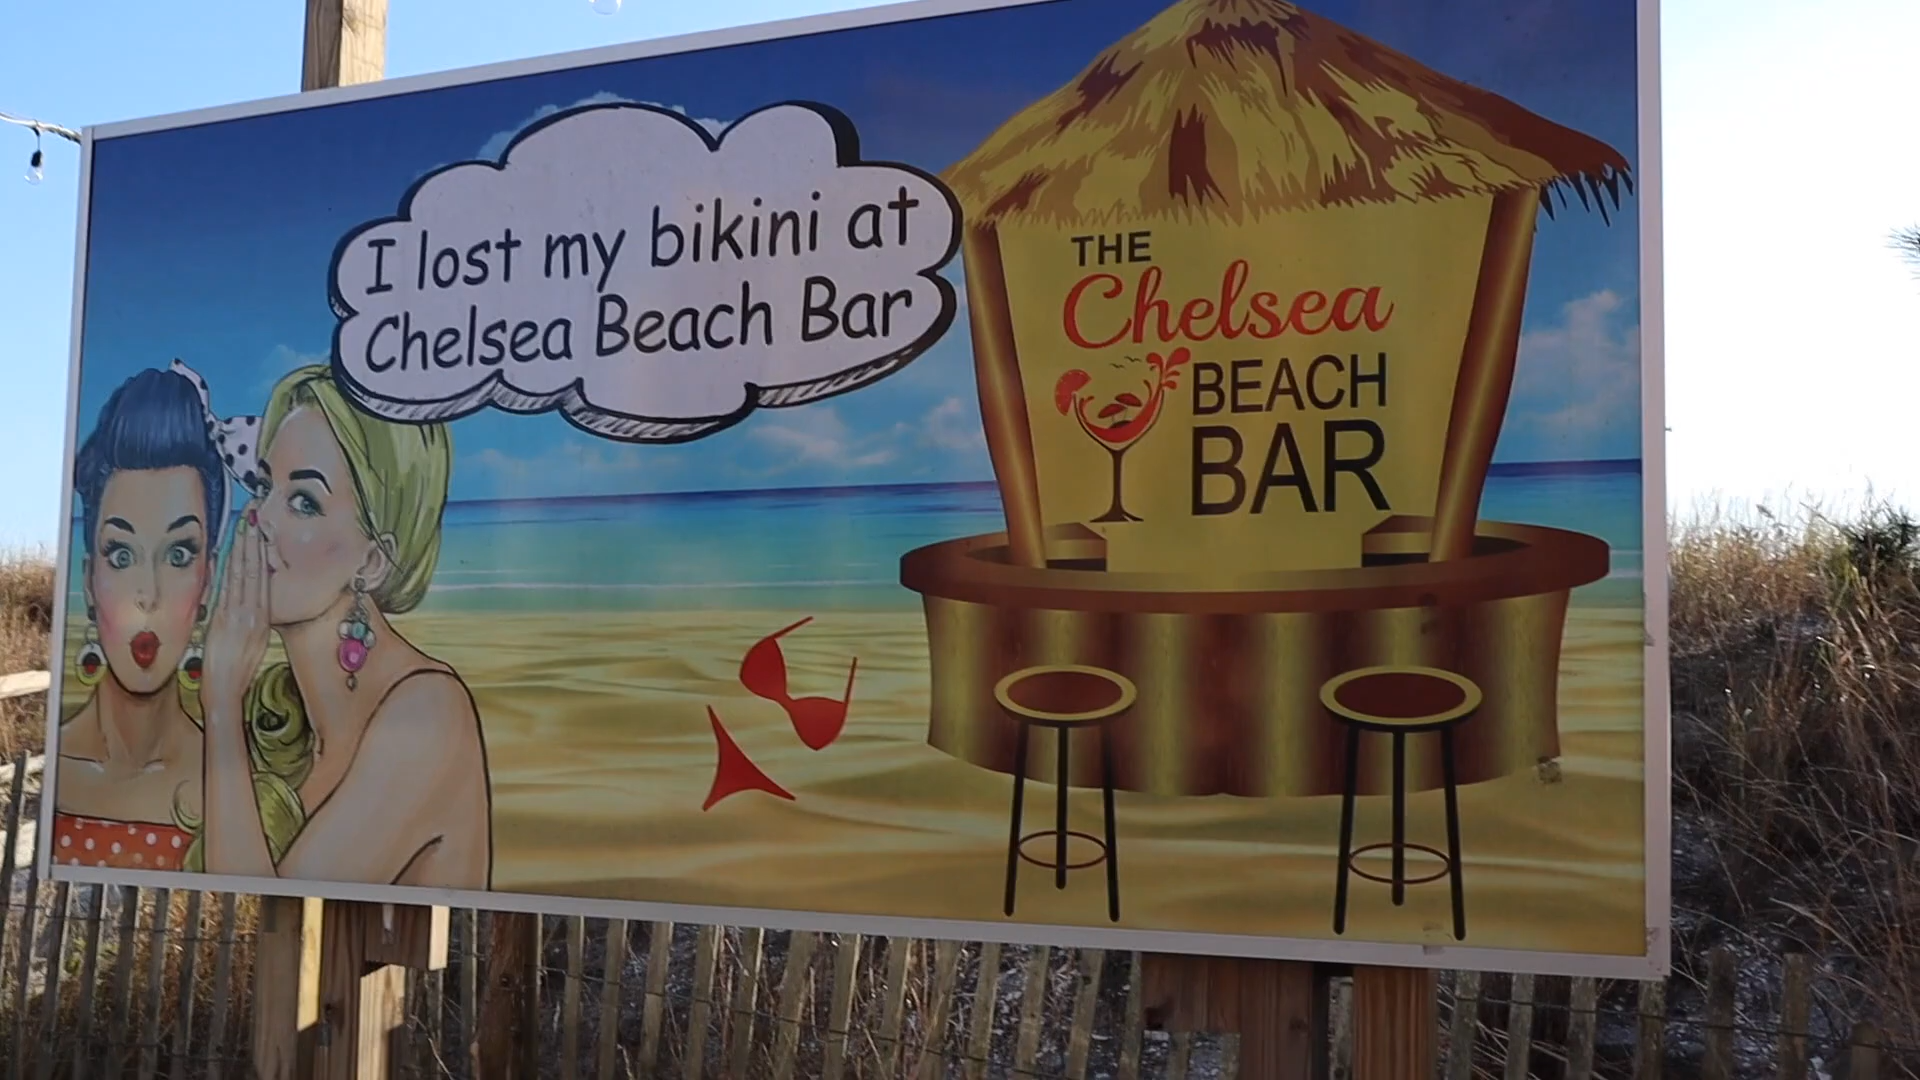 I lost my bikini at
Chelsea Beach Bar
THE
Chelsea
BEACH
BAR